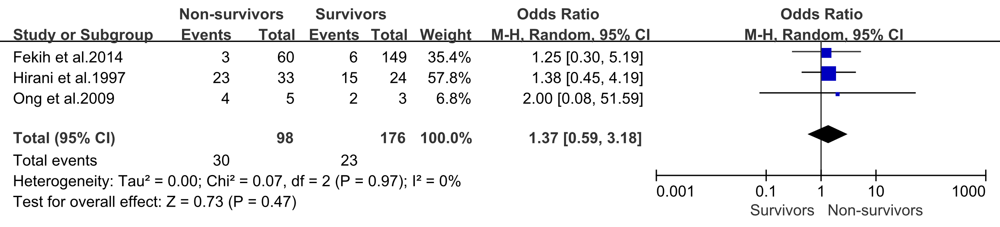 Non-survivors Survivors Odds Ratio Odds Ratio
Study or Subgroup Events Total Events Total Weight M-H, Random, 95% CI M-H, Random, 95% CI
Fekih et al.2014 3 60 6 149 35.4% 1.25 [0.30, 5.19]
Hirani et al.1997 23 33 15 24 57.8% 1.38 [0.45, 4.19]
Ong et al.2009 4 5 2 3 6.8% 2.00 [0.08, 51.59]
Total (95% CI) 98 176 100.0% 1.37 [0.59, 3.18]
Total events 30 23
Heterogeneity: Tau² = 0.00; Chi² = 0.07, df = 2 (P = 0.97); I² = 0%
Test for overall effect: Z = 0.73 (P = 0.47)
0.001 0.1 1 10 1000
Survivors Non-survivors